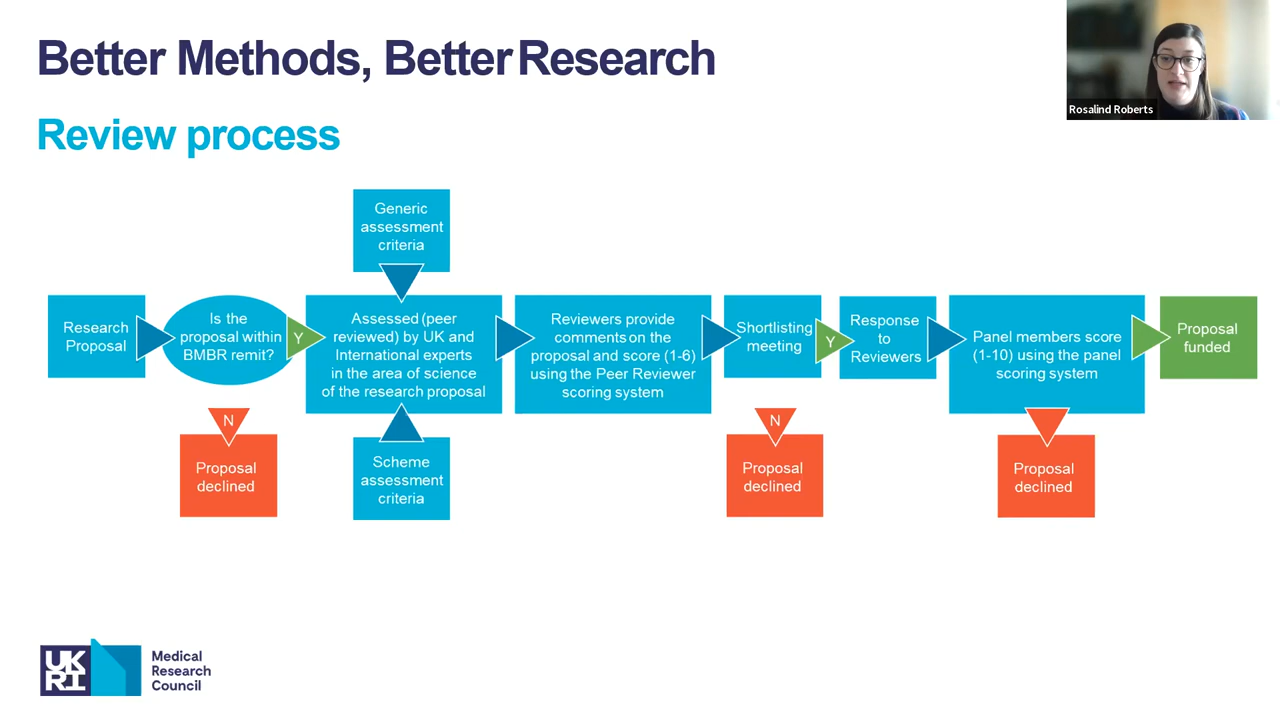 Better Methods, Better Research
Rosalind Roberts
Review process
Generic
assessment
criteria
Research
Proposal
Is the
proposal within
BMBR remit?
Y
Assessed (peer
reviewed) by UK and
International experts
in the area of science
of the research proposal
Reviewers provide
comments on the
proposal and score (1-6)
using the Peer Reviewer
scoring system
Shortlisting
meeting
Y
Response
to
Reviewers
Panel members score
(1-10) using the panel
scoring system
Proposal
funded
N
Proposal
declined
Scheme
assessment
criteria
N
Proposal
declined
Proposal
declined
UK
RI
Medical
Research
Council